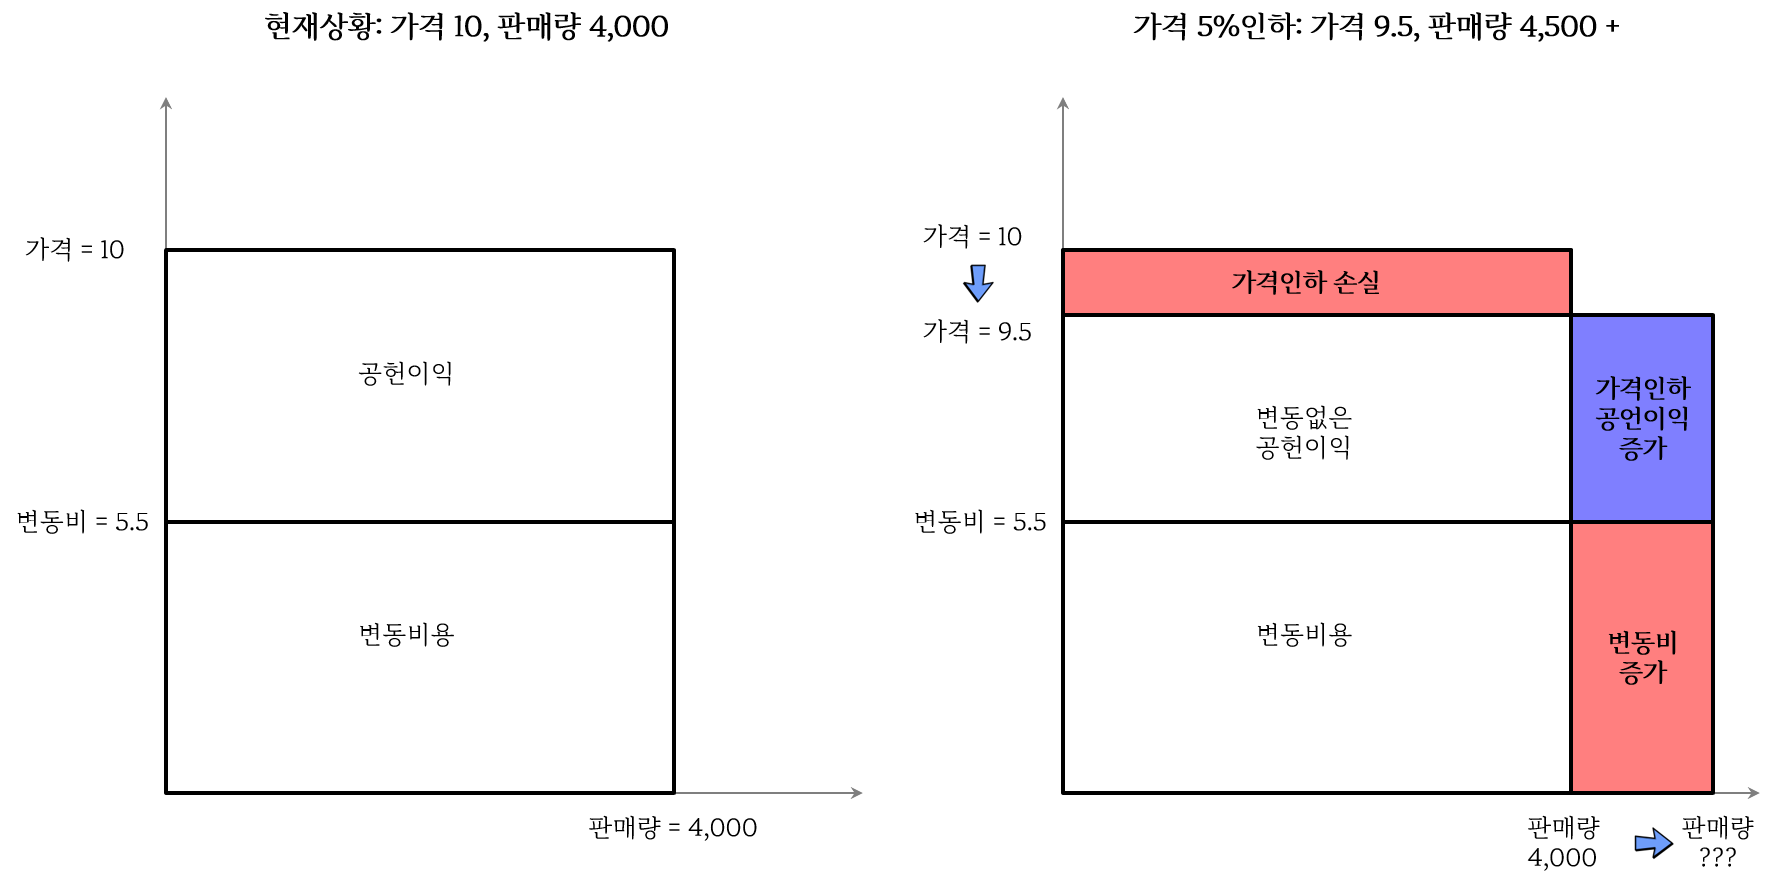 현재상황: 가격 10, 판매량 4,000
가격 = 10
공헌이익
변동비 = 5.5
변동비용
판매량 = 4,000
가격 5%인하: 가격 9.5, 판매량 4,500 +
가격 = 10
가격인하 손실
가격 = 9.5
변동없은
공헌이익
가격인하
공언이익
증가
변동비 = 5.5
변동비용
변동비
증가
판매량
4,000
판매량
???